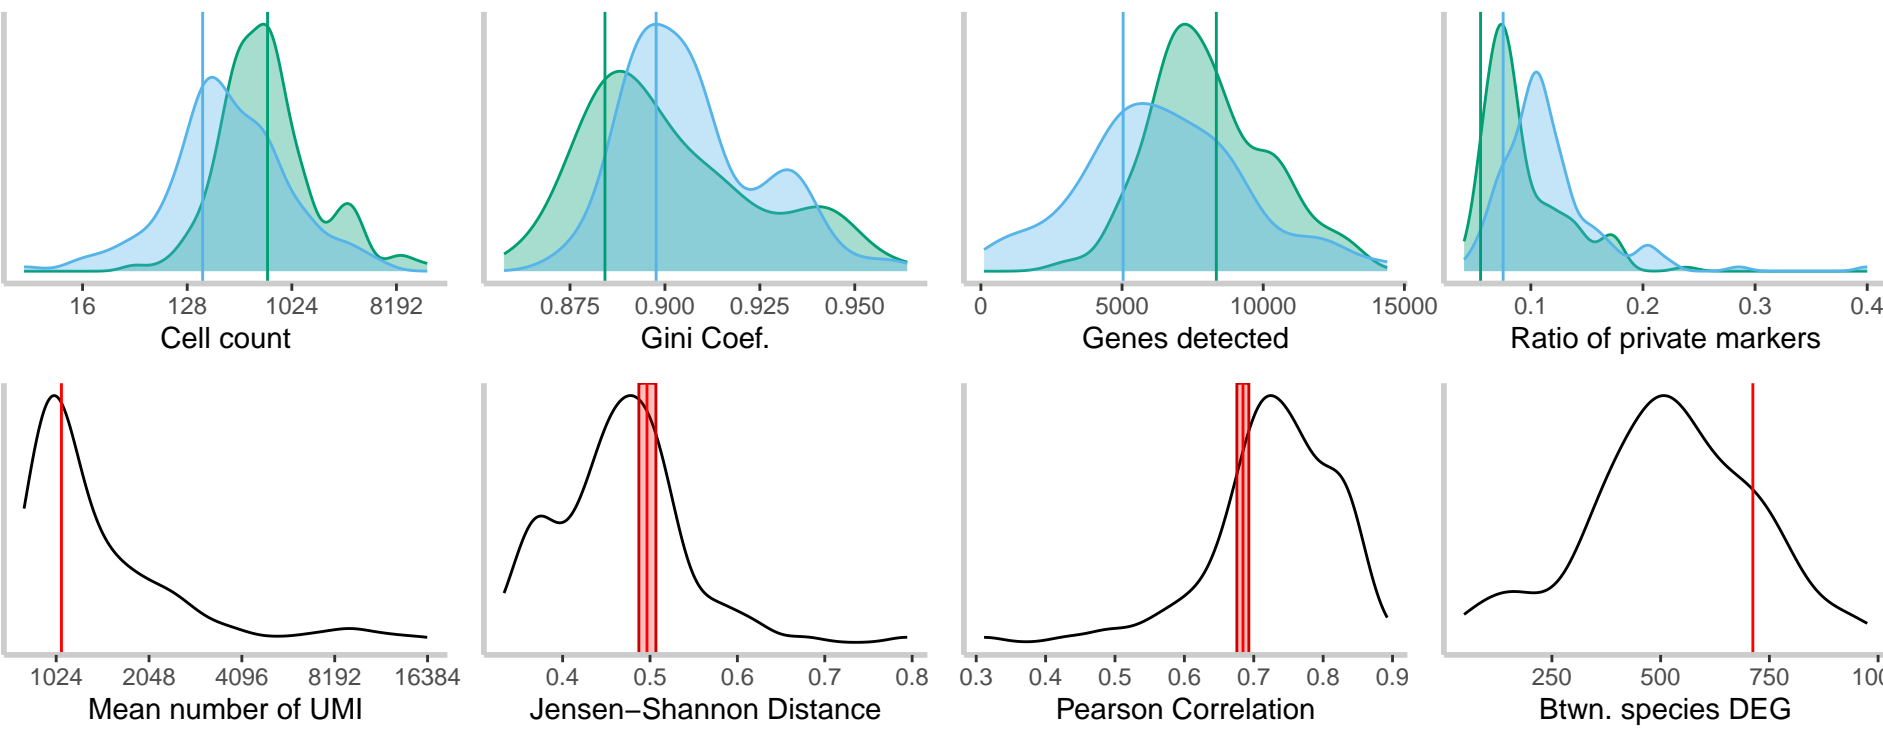 16 128 1024 8192
Cell count
0.875 0.900 0.925 0.950
Gini Coef.
0 5000 10000 15000
Genes detected
0.1 0.2 0.3 0.4
Ratio of private markers
1024 2048 4096 8192 16384
Mean number of UMI
0.4 0.5 0.6 0.7 0.8
Jensen−Shannon Distance
0.3 0.4 0.5 0.6 0.7 0.8 0.9
Pearson Correlation
250 500 750 100
Btwn. species DEG